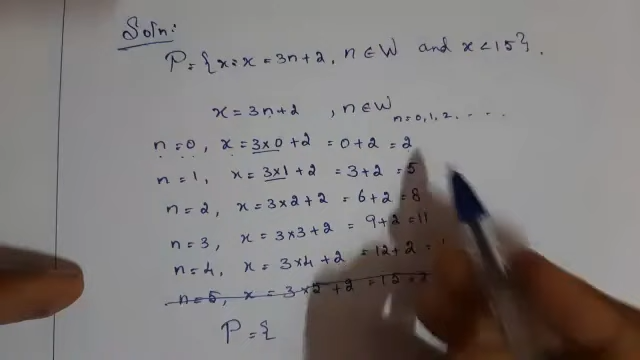 Soln:
P = {x = x = 3n+2, n ∈ W and x < 15}.
x = 3n+2 , n ∈ W
n = 0, 1, 2, . . . .
n = 0, x = 3×0 + 2 = 0 + 2 = 2
n = 1, x = 3×1 + 2 = 3 + 2 = 5
n = 2, x = 3×2 + 2 = 6 + 2 = 8
n = 3, x = 3×3 + 2 = 9 + 2 = 11
n = 4, x = 3×4 + 2 = 12 + 2 =
n = 5, x = 3×5 + 2 = 15 +
P = {